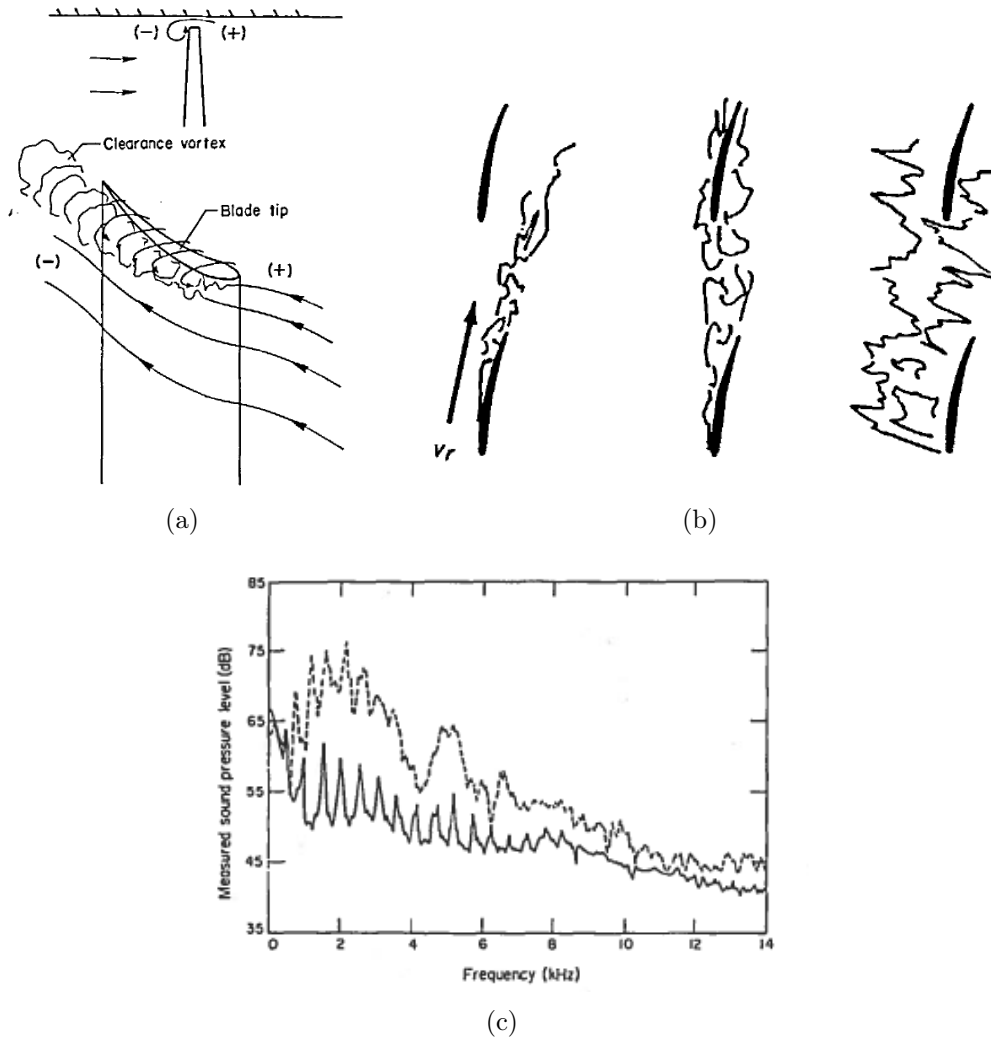 (-) (+)
Clearance vortex
Blade tip
(-)
(+)
vr
(a)
(b)
85
75
65
55
45
35
0 2 4 6 8 10 12 14
Measured sound pressure level (dB)
Frequency (kHz)
(c)